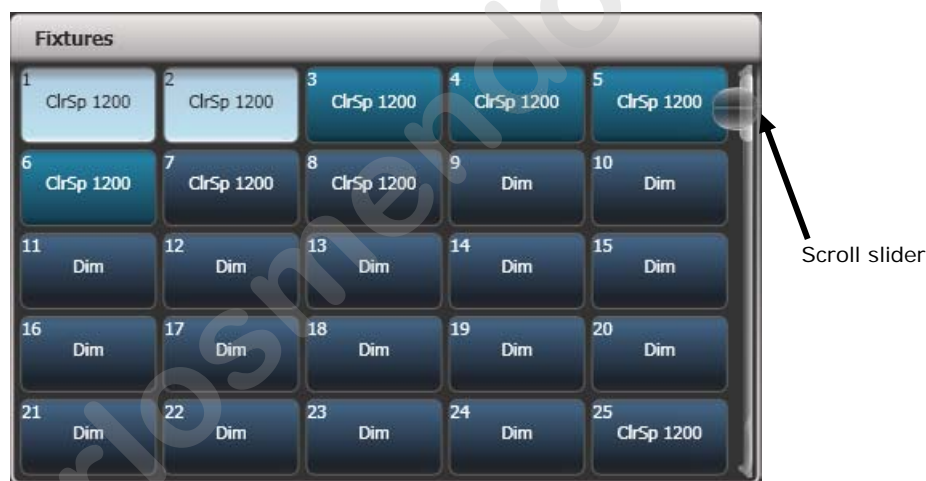 Fixtures
1 ClrSp 1200
2 ClrSp 1200
3 ClrSp 1200
4 ClrSp 1200
5 ClrSp 1200
6 ClrSp 1200
7 ClrSp 1200
8 ClrSp 1200
9 Dim
10 Dim
11 Dim
12 Dim
13 Dim
14 Dim
15 Dim
16 Dim
17 Dim
18 Dim
19 Dim
20 Dim
21 Dim
22 Dim
23 Dim
24 Dim
25 ClrSp 1200
Scroll slider
rlosmendo